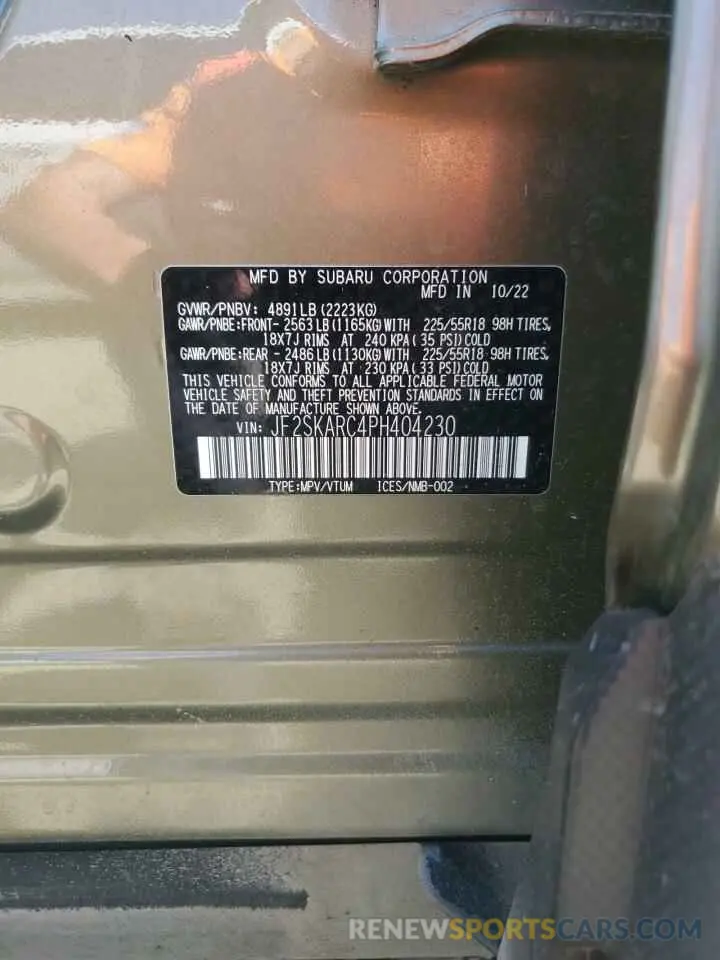 MFD BY SUBARU CORPORATION
MFD IN 10/22
GVWR/PNBV: 4891LB (2223KG)
GAWR/PNBE:FRONT- 2563LB (1165KG) WITH 225/55R18 98H TIRES,
18X7J RIMS AT 240 KPA ( 35 PSI) COLD
GAWR/PNBE:REAR - 2486LB (1130KG) WITH 225/55R18 98H TIRES,
18X7J RIMS AT 230 KPA ( 33 PSI) COLD
THIS VEHICLE CONFORMS TO ALL APPLICABLE FEDERAL MOTOR
VEHICLE SAFETY AND THEFT PREVENTION STANDARDS IN EFFECT ON
THE DATE OF MANUFACTURE SHOWN ABOVE.
VIN: JF2SKARC4PH404230
TYPE:MPV/VTUM ICES/NMB-002
RENEWSPORTSCARS.COM